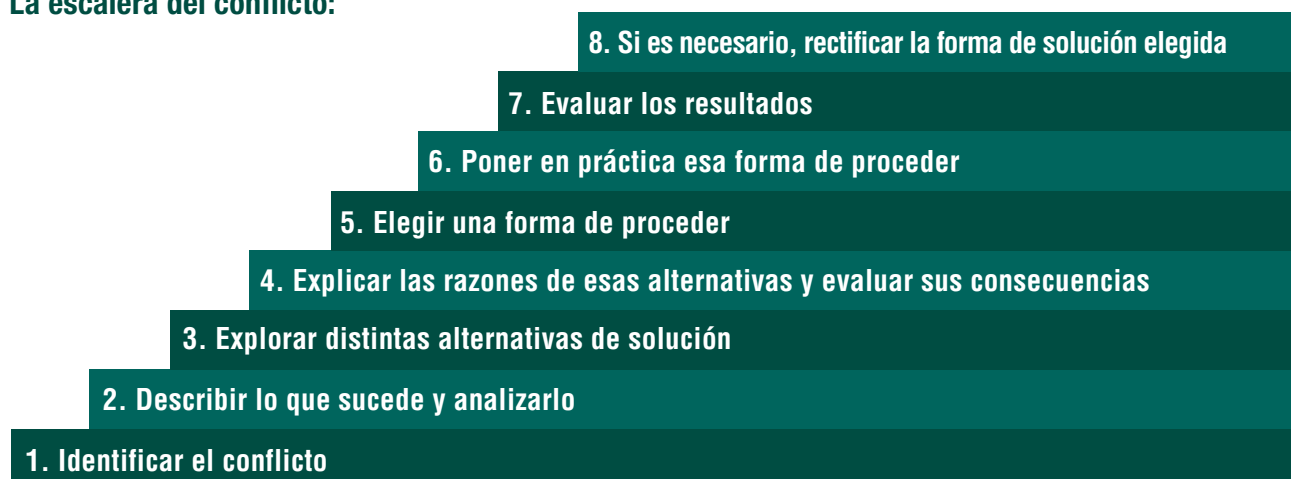 La escalera del conflicto:
8. Si es necesario, rectificar la forma de solución elegida
7. Evaluar los resultados
6. Poner en práctica esa forma de proceder
5. Elegir una forma de proceder
4. Explicar las razones de esas alternativas y evaluar sus consecuencias
3. Explorar distintas alternativas de solución
2. Describir lo que sucede y analizarlo
1. Identificar el conflicto